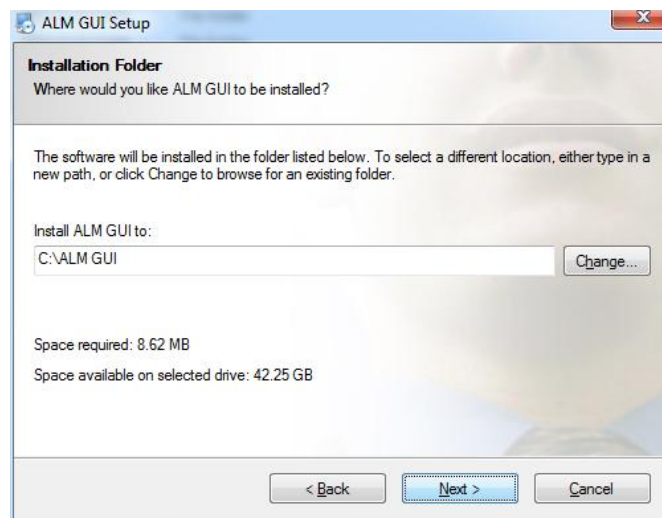 ALM GUI Setup
Installation Folder
Where would you like ALM GUI to be installed?
The software will be installed in the folder listed below. To select a different location, either type in a
new path, or click Change to browse for an existing folder.
Install ALM GUI to:
C:\ALM GUI
Change...
Space required: 8.62 MB
Space available on selected drive: 42.25 GB
< Back
Next >
Cancel